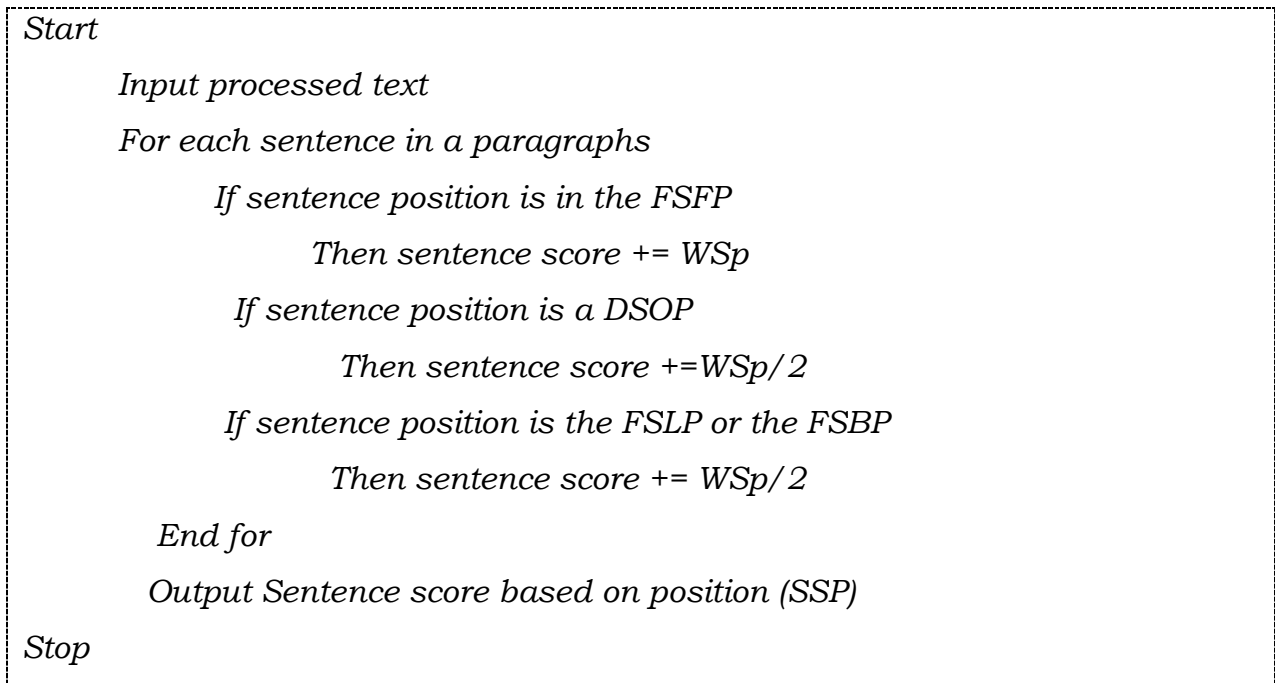 Start
Input processed text
For each sentence in a paragraphs
If sentence position is in the FSFP
Then sentence score += WSp
If sentence position is a DSOP
Then sentence score +=WSp/2
If sentence position is the FSLP or the FSBP
Then sentence score += WSp/2
End for
Output Sentence score based on position (SSP)
Stop